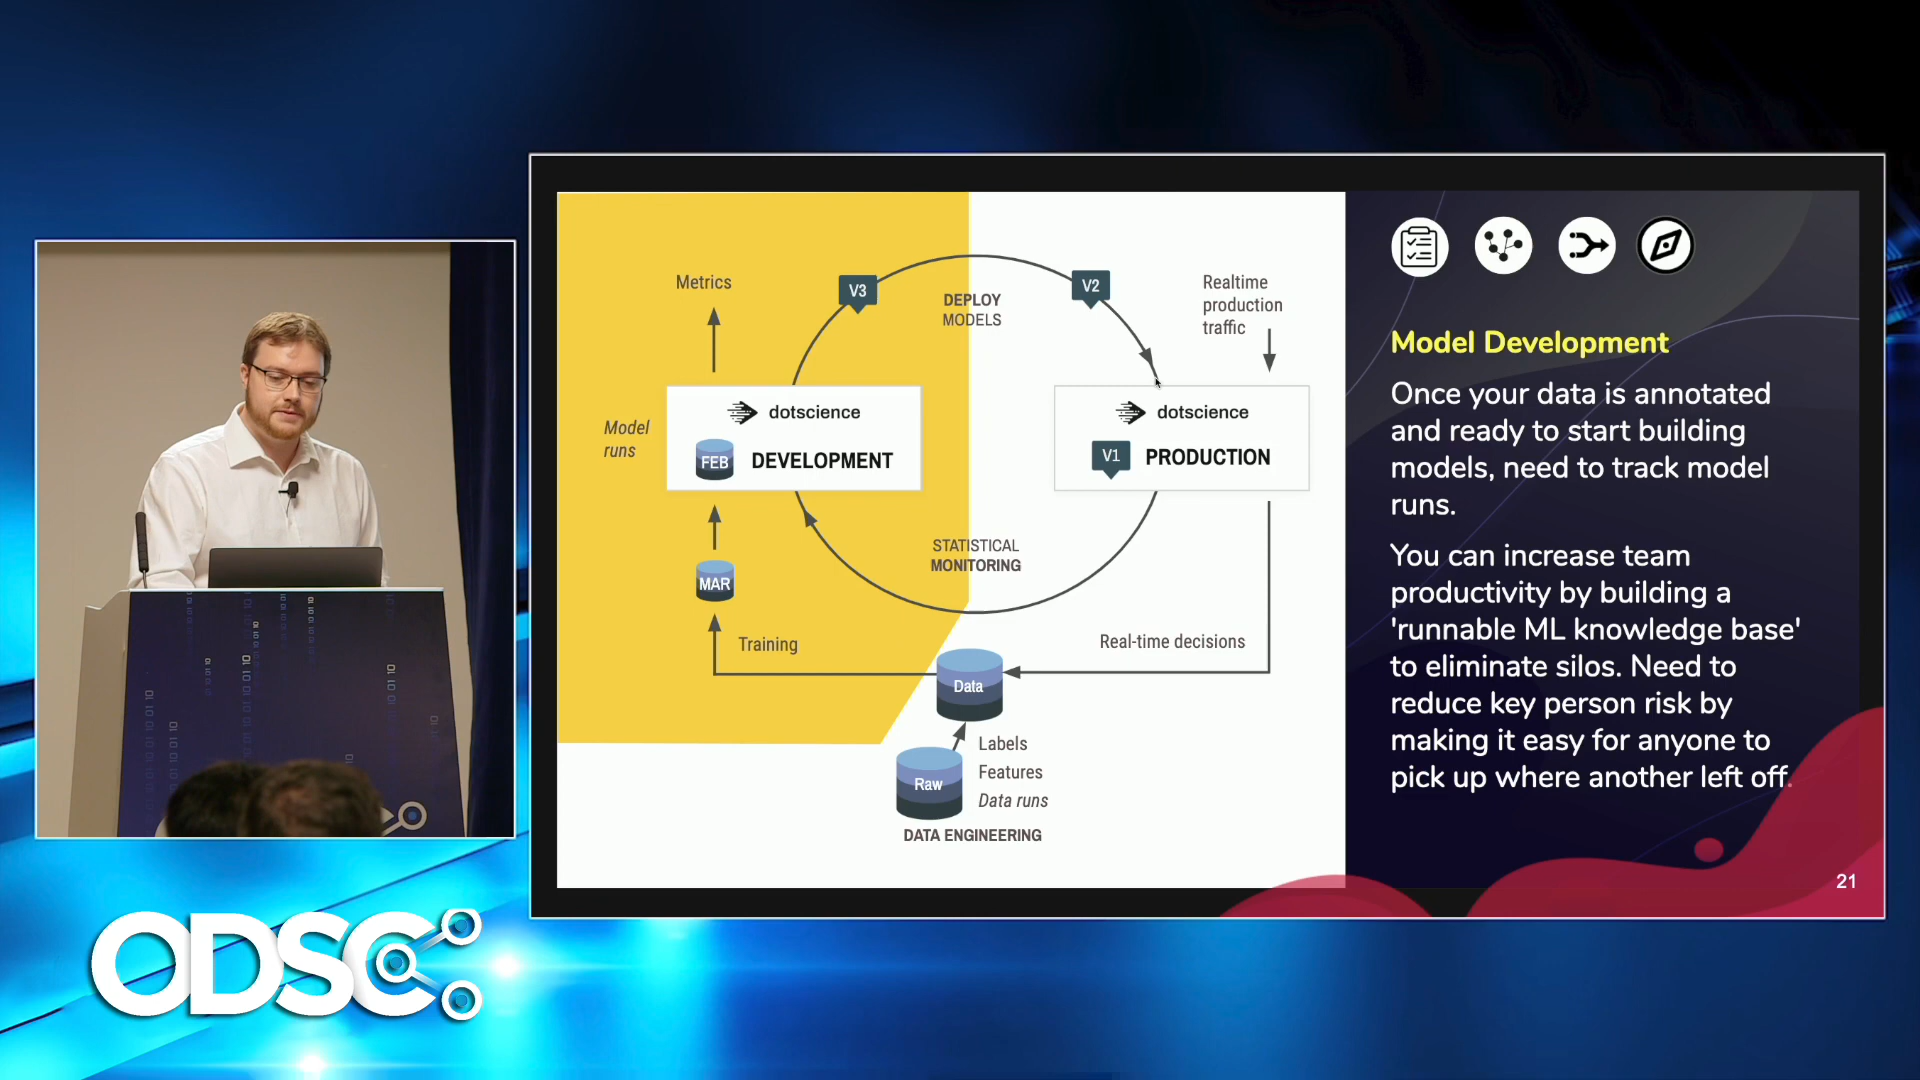 Metrics
V3
DEPLOY
MODELS
V2
Realtime
production
traffic
Model
runs
dotscience
FEB
DEVELOPMENT
dotscience
V1
PRODUCTION
STATISTICAL
MONITORING
MAR
Training
Real-time decisions
Data
Labels
Features
Data runs
Raw
DATA ENGINEERING
Model Development
Once your data is annotated
and ready to start building
models, need to track model
runs.
You can increase team
productivity by building a
'runnable ML knowledge base'
to eliminate silos. Need to
reduce key person risk by
making it easy for anyone to
pick up where another left off.
21
ODSC